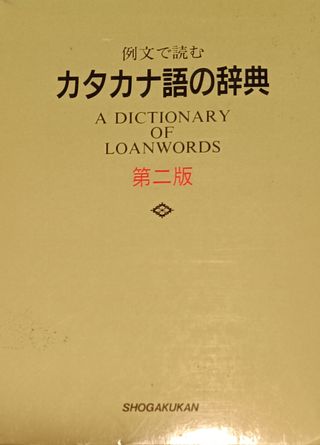 例文で読む
カタカナ語の辞典
A DICTIONARY
OF
LOANWORDS
第二版
SHOGAKUKAN